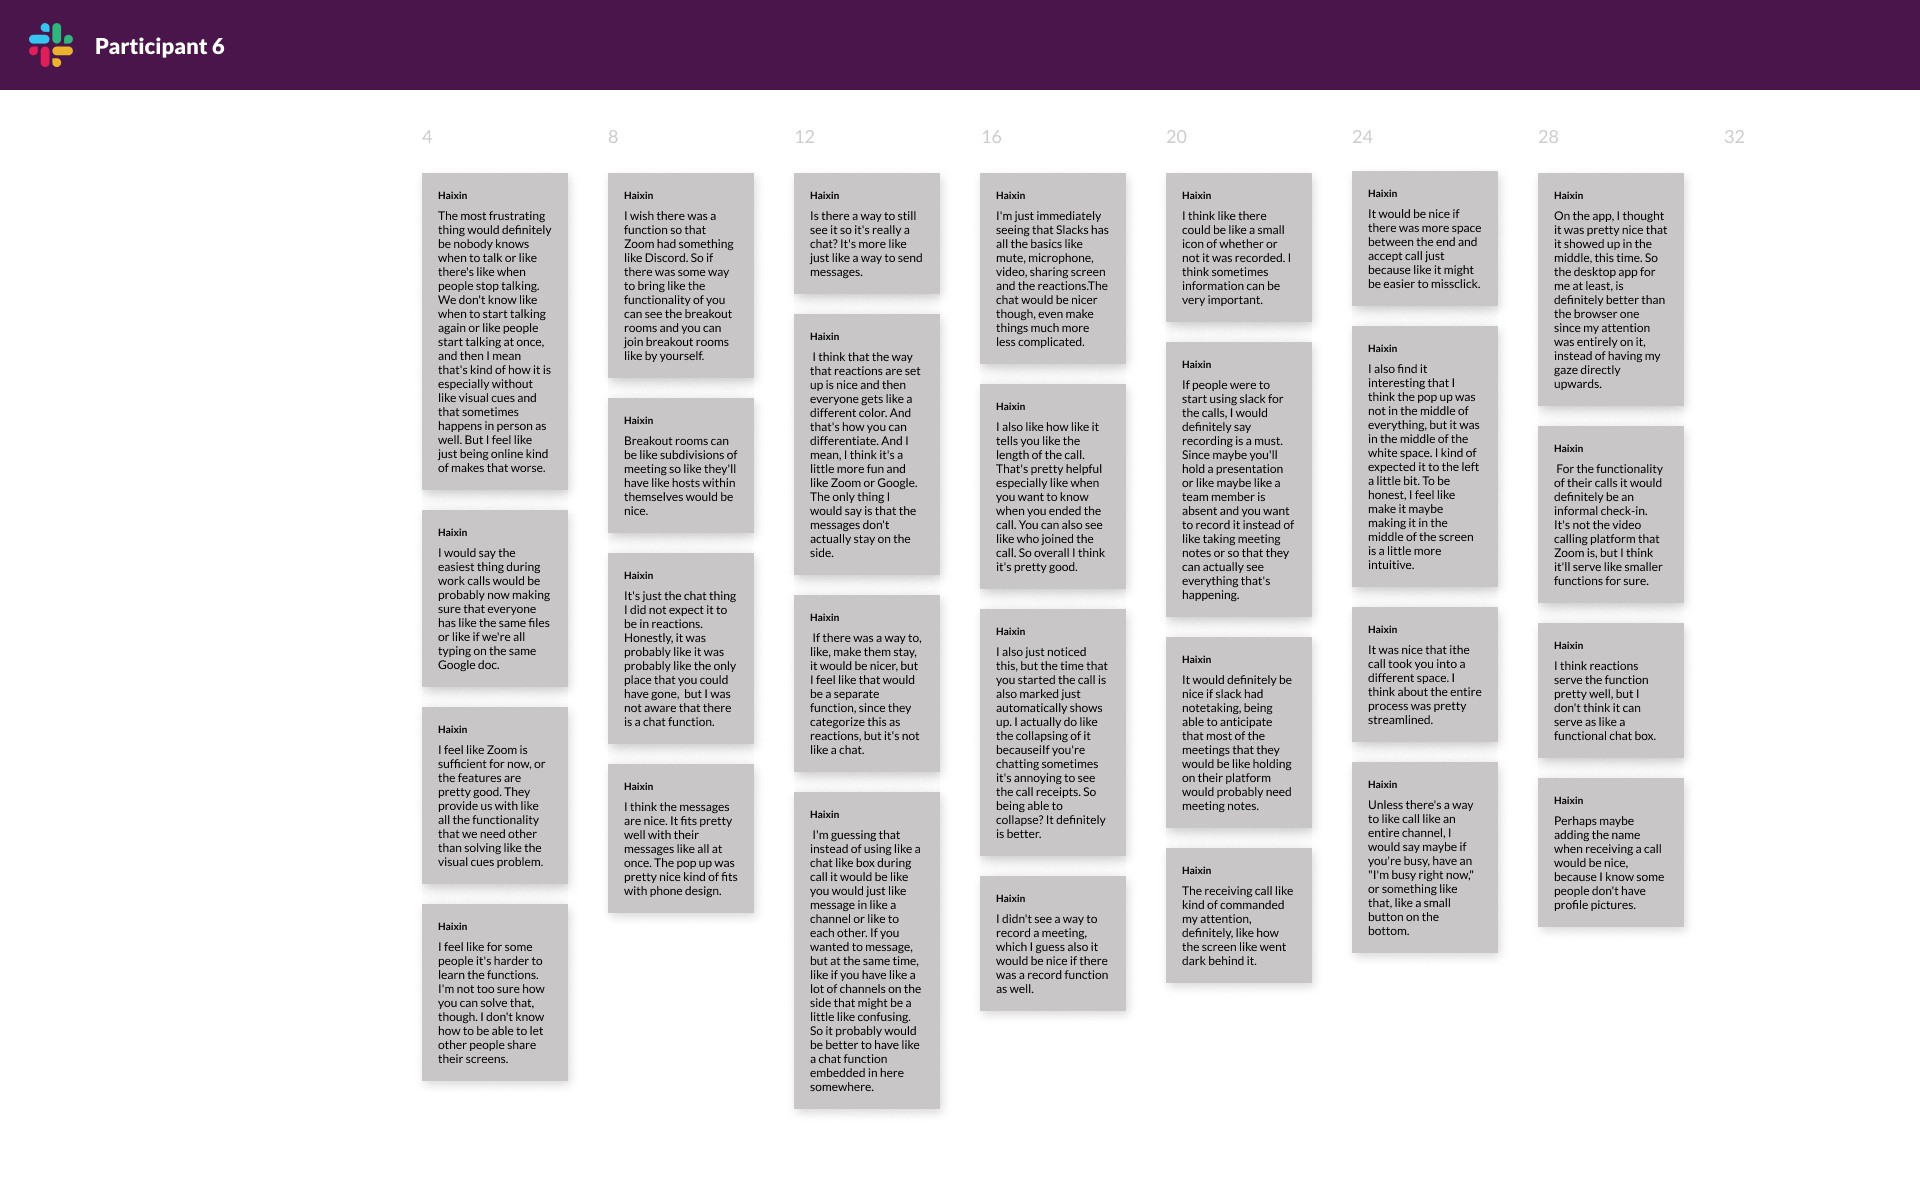 Participant 6
4
8
12
16
20
24
28
32
Haixin
The most frustrating
thing would definitely
be nobody knows
when to talk or like
there's like when
people stop talking.
We don't know like
when to start talking
again or like people
start talking at once,
and then I mean
that's kind of how it is
especially without
like visual cues and
that sometimes
happens in person as
well. But I feel like
just being online kind
of makes that worse.
Haixin
I would say the
easiest thing during
work calls would be
probably now making
sure that everyone
has like the same files
or like if we're all
typing on the same
Google doc.
Haixin
I feel like Zoom is
sufficient for now, or
the features are
pretty good. They
provide us with like
all the functionality
that we need other
than solving like the
visual cues problem.
Haixin
I feel like for some
people it's harder to
learn the functions.
I'm not too sure how
you can solve that,
though. I don't know
how to be able to let
other people share
their screens.
Haixin
I wish there was a
function so that
Zoom had something
like Discord. So if
there was some way
to bring like the
functionality of you
can see the breakout
rooms and you can
join breakout rooms
like by yourself.
Haixin
Breakout rooms can
be like subdivisions of
meeting so like they'll
have like hosts within
themselves would be
nice.
Haixin
It's just the chat thing
I did not expect it to
be in reactions.
Honestly, it was
probably like it was
probably like the only
place that you could
have gone,  but I was
not aware that there
is a chat function.
Haixin
I think the messages
are nice. It fits pretty
well with their
messages like all at
once. The pop up was
pretty nice kind of fits
with phone design.
Haixin
Is there a way to still
see it so it's really a
chat? It's more like
just like a way to send
messages.
Haixin
I think that the way
that reactions are set
up is nice and then
everyone gets like a
different color. And
that's how you can
differentiate. And I
mean, I think it's a
little more fun and
like Zoom or Google.
The only thing I
would say is that the
messages don't
actually stay on the
side.
Haixin
If there was a way to,
like, make them stay,
it would be nicer, but
I feel like that would
be a separate
function, since they
categorize this as
reactions, but it's not
like a chat.
Haixin
I'm guessing that
instead of using like a
chat like box during
call it would be like
you would just like
message in like a
channel or like to
each other. If you
wanted to message,
but at the same time,
like if you have like a
lot of channels on the
side that might be a
little like confusing.
So it probably would
be better to have like
a chat function
embedded in here
somewhere.
Haixin
I'm just immediately
seeing that Slacks has
all the basics like
mute, microphone,
video, sharing screen
and the reactions.The
chat would be nicer
though, even make
things much more
less complicated.
Haixin
I also like how like it
tells you like the
length of the call.
That's pretty helpful
especially like when
you want to know
when you ended the
call. You can also see
like who joined the
call. So overall I think
it's pretty good.
Haixin
I also just noticed
this, but the time that
you started the call is
also marked just
automatically shows
up. I actually do like
the collapsing of it
becauseiIf you're
chatting sometimes
it's annoying to see
the call receipts. So
being able to
collapse? It definitely
is better.
Haixin
I didn't see a way to
record a meeting,
which I guess also it
would be nice if there
was a record function
as well.
Haixin
I think like there
could be like a small
icon of whether or
not it was recorded. I
think sometimes
information can be
very important.
Haixin
If people were to
start using slack for
the calls, I would
definitely say
recording is a must.
Since maybe you'll
hold a presentation
or like maybe like a
team member is
absent and you want
to record it instead of
like taking meeting
notes or so that they
can actually see
everything that's
happening.
Haixin
It would definitely be
nice if slack had
notetaking, being
able to anticipate
that most of the
meetings that they
would be like holding
on their platform
would probably need
meeting notes.
Haixin
The receiving call like
kind of commanded
my attention,
definitely, like how
the screen like went
dark behind it.
Haixin
It would be nice if
there was more space
between the end and
accept call just
because like it might
be easier to missclick.
Haixin
I also find it
interesting that I
think the pop up was
not in the middle of
everything, but it was
in the middle of the
white space. I kind of
expected it to the left
a little bit. To be
honest, I feel like
make it maybe
making it in the
middle of the screen
is a little more
intuitive.
Haixin
It was nice that ithe
call took you into a
different space. I
think about the entire
process was pretty
streamlined.
Haixin
Unless there's a way
to like call like an
entire channel, I
would say maybe if
you're busy, have an
"I'm busy right now,"
or something like
that, like a small
button on the
bottom.
Haixin
On the app, I thought
it was pretty nice that
it showed up in the
middle, this time. So
the desktop app for
me at least, is
definitely better than
the browser one
since my attention
was entirely on it,
instead of having my
gaze directly
upwards.
Haixin
For the functionality
of their calls it would
definitely be an
informal check-in.
It's not the video
calling platform that
Zoom is, but I think
it'll serve like smaller
functions for sure.
Haixin
I think reactions
serve the function
pretty well, but I
don't think it can
serve as like a
functional chat box.
Haixin
Perhaps maybe
adding the name
when receiving a call
would be nice,
because I know some
people don't have
profile pictures.